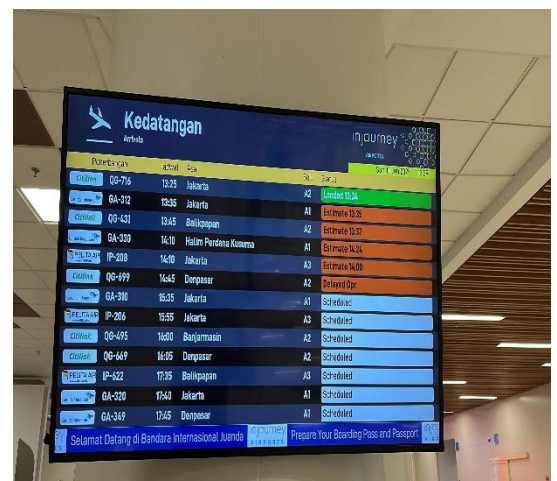 Kedatangan
Arrivals
injourney
AIRPORTS
Penerbangan Jadwal Asal Status
Citilink QG-716 13:25 Jakarta A2 Landed 13:24
GA-312 13:35 Jakarta A1 Estimate 13:35
Citilink QG-431 13:45 Balikpapan A2 Estimate 13:37
GA-330 14:10 Halim Perdana Kusuma A1 Estimate 14:24
PELITA AIR IP-208 14:10 Jakarta A3 Estimate 14:00
Citilink QG-699 14:45 Denpasar A2 Delayed Opr
GA-310 15:35 Jakarta A1 Scheduled
PELITA AIR IP-206 15:55 Jakarta A3 Scheduled
Citilink QG-495 16:00 Banjarmasin A2 Scheduled
Citilink QG-669 16:05 Denpasar A2 Scheduled
PELITA AIR IP-622 17:35 Balikpapan A3 Scheduled
GA-320 17:40 Jakarta A1 Scheduled
GA-349 17:45 Denpasar A1 Scheduled
Selamat Datang di Bandara Internasional Juanda injourney AIRPORTS Prepare Your Boarding Pass and Passport